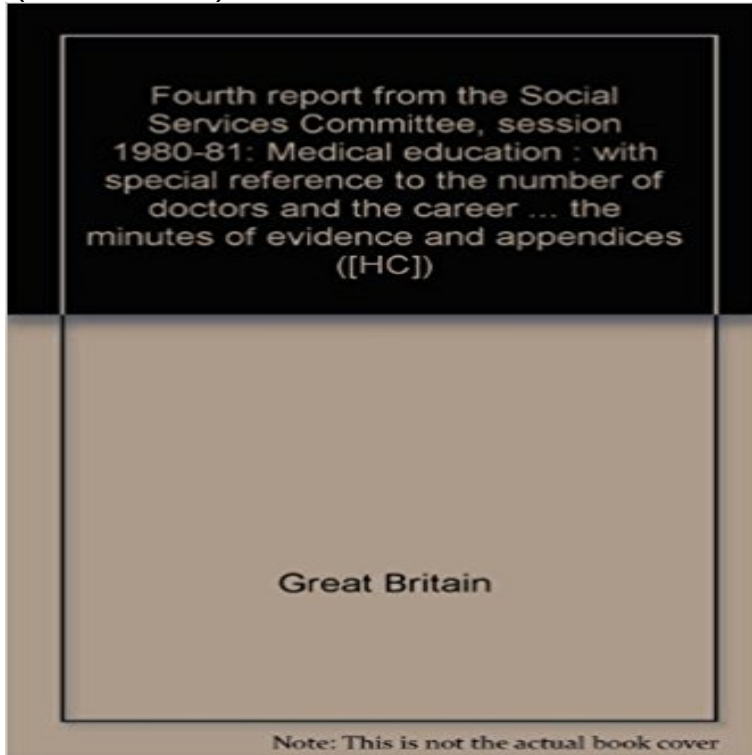 Fourth report from the Social
Services Committee, session
1980-81: Medical education : with
special reference to the number of
doctors and the career ... the
minutes of evidence and appendices
([HC])
Great Britain
Note: This is not the actual book cover